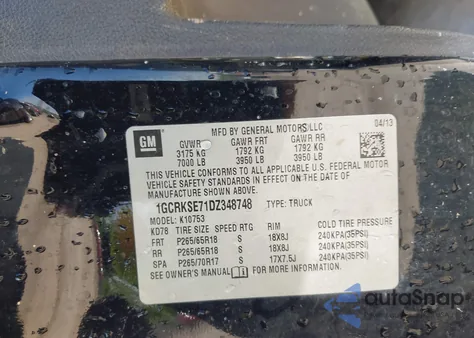 GM
MFD BY GENERAL MOTORS/LLC
04/13
GVWR GAWR FRT GAWR RR
3175 KG 1792 KG 1792 KG
7000 LB 3950 LB 3950 LB
THIS VEHICLE CONFORMS TO ALL APPLICABLE U.S. FEDERAL MOTOR
VEHICLE SAFETY STANDARDS IN EFFECT ON THE DATE OF
MANUFACTURE SHOWN ABOVE.
1GCRKSE71DZ348748 TYPE: TRUCK
MODEL: K10753
KD78 TIRE SIZE SPEED RTG RIM COLD TIRE PRESSURE
FRT P265/65R18 S 18X8J 240KPA(35PSI)
RR P265/65R18 S 18X8J 240KPA(35PSI)
SPA P265/70R17 S 17X7.5J 240KPA(35PSI)
SEE OWNER'S MANUAL FOR MORE INFORMATION.
autoSnap